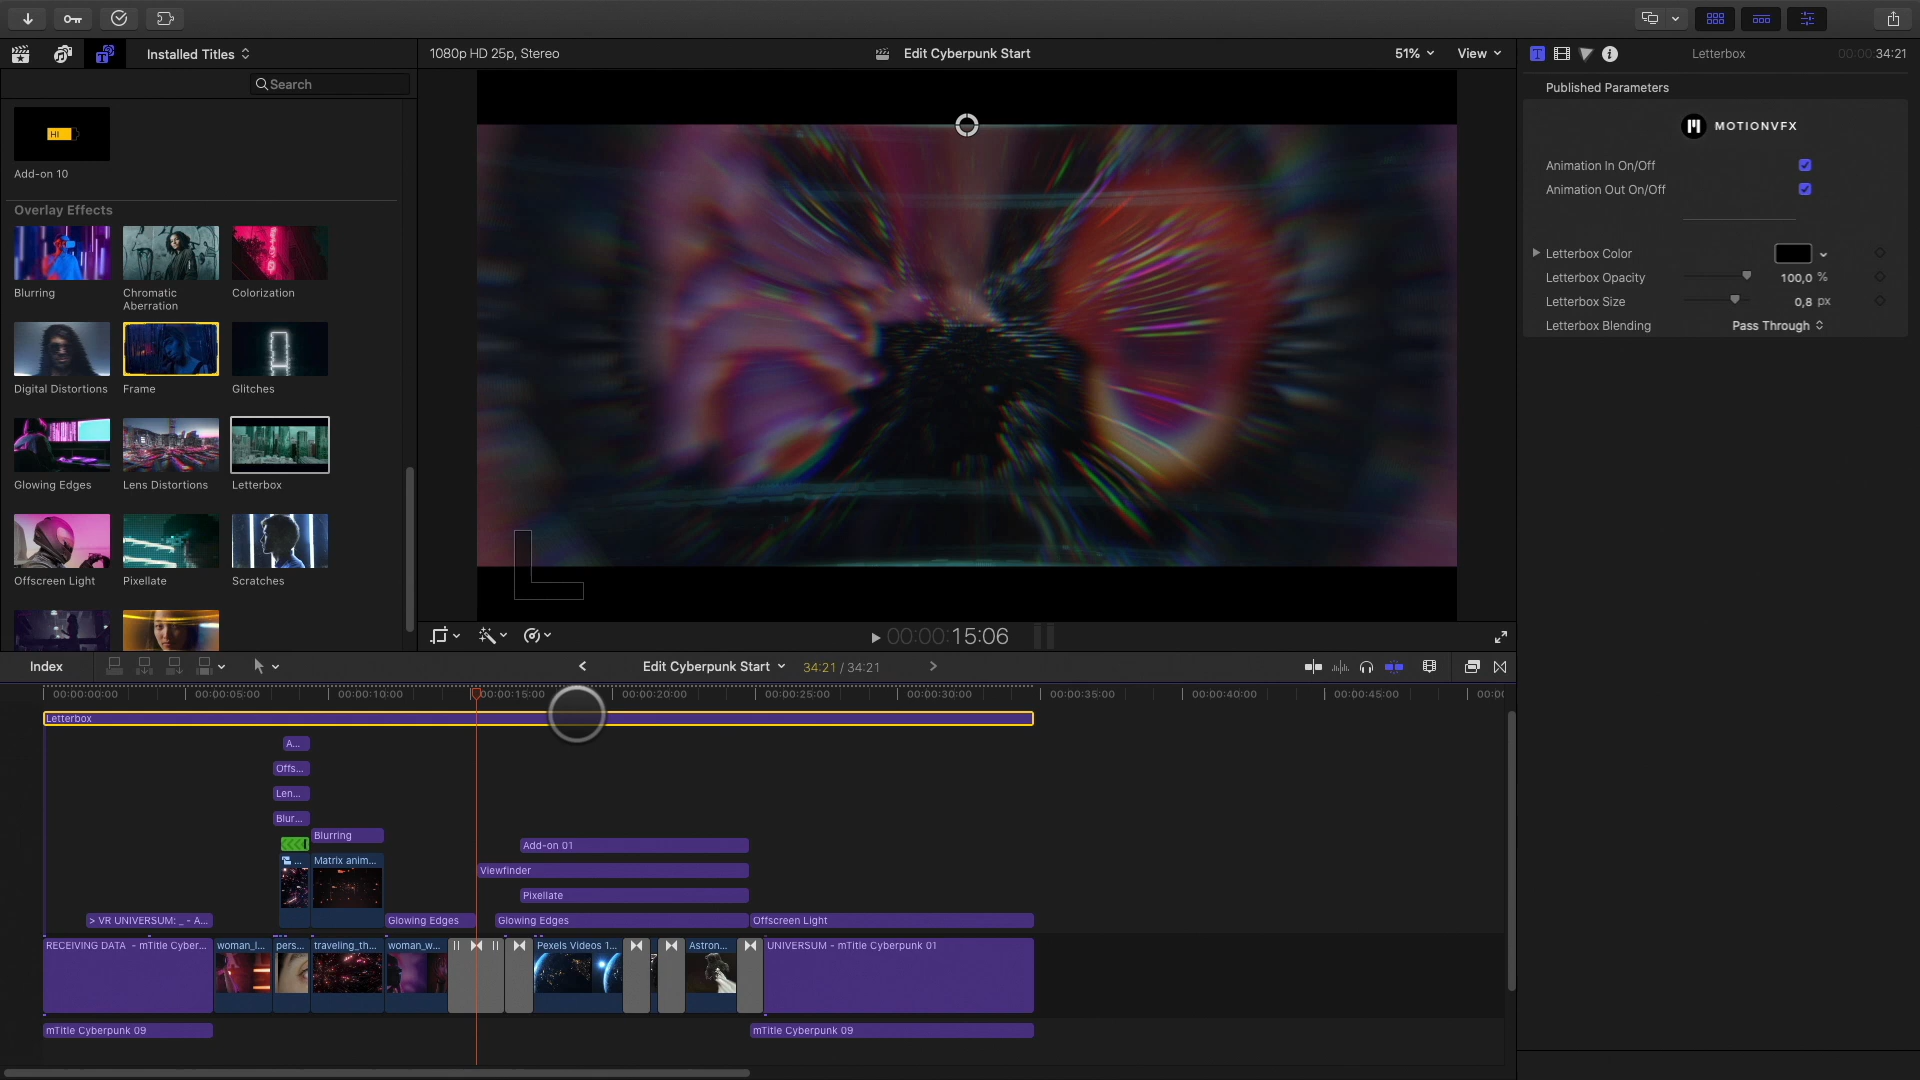 Installed Titles
1080p HD 25p, Stereo
Edit Cyberpunk Start
51%
View
Letterbox
00:00:34:21
Search
Published Parameters
HI
Add-on 10
MOTIONVFX
Animation In On/Off
Animation Out On/Off
Overlay Effects
Letterbox Color
Letterbox Opacity
100,0 %
Letterbox Size
0,8 px
Letterbox Blending
Pass Through
Blurring
Chromatic
Aberration
Colorization
Digital Distortions
Frame
Glitches
Glowing Edges
Lens Distortions
Letterbox
Offscreen Light
Pixellate
Scratches
00:00:00:15:06
Index
Edit Cyberpunk Start
34:21 / 34:21
00:00:00:00
00:00:05:00
00:00:10:00
00:00:15:00
00:00:20:00
00:00:25:00
00:00:30:00
00:00:35:00
00:00:40:00
00:00:45:00
00:0
Letterbox
A...
Offs...
Len...
Blur...
Blurring
...
Matrix anim...
Add-on 01
Viewfinder
Pixellate
> VR UNIVERSUM: _ - A...
Glowing Edges
Glowing Edges
Offscreen Light
RECEIVING DATA - mTitle Cyber...
woman_l...
pers...
traveling_th...
woman_w...
Pexels Videos 1...
Astron...
UNIVERSUM - mTitle Cyberpunk 01
mTitle Cyberpunk 09
mTitle Cyberpunk 09